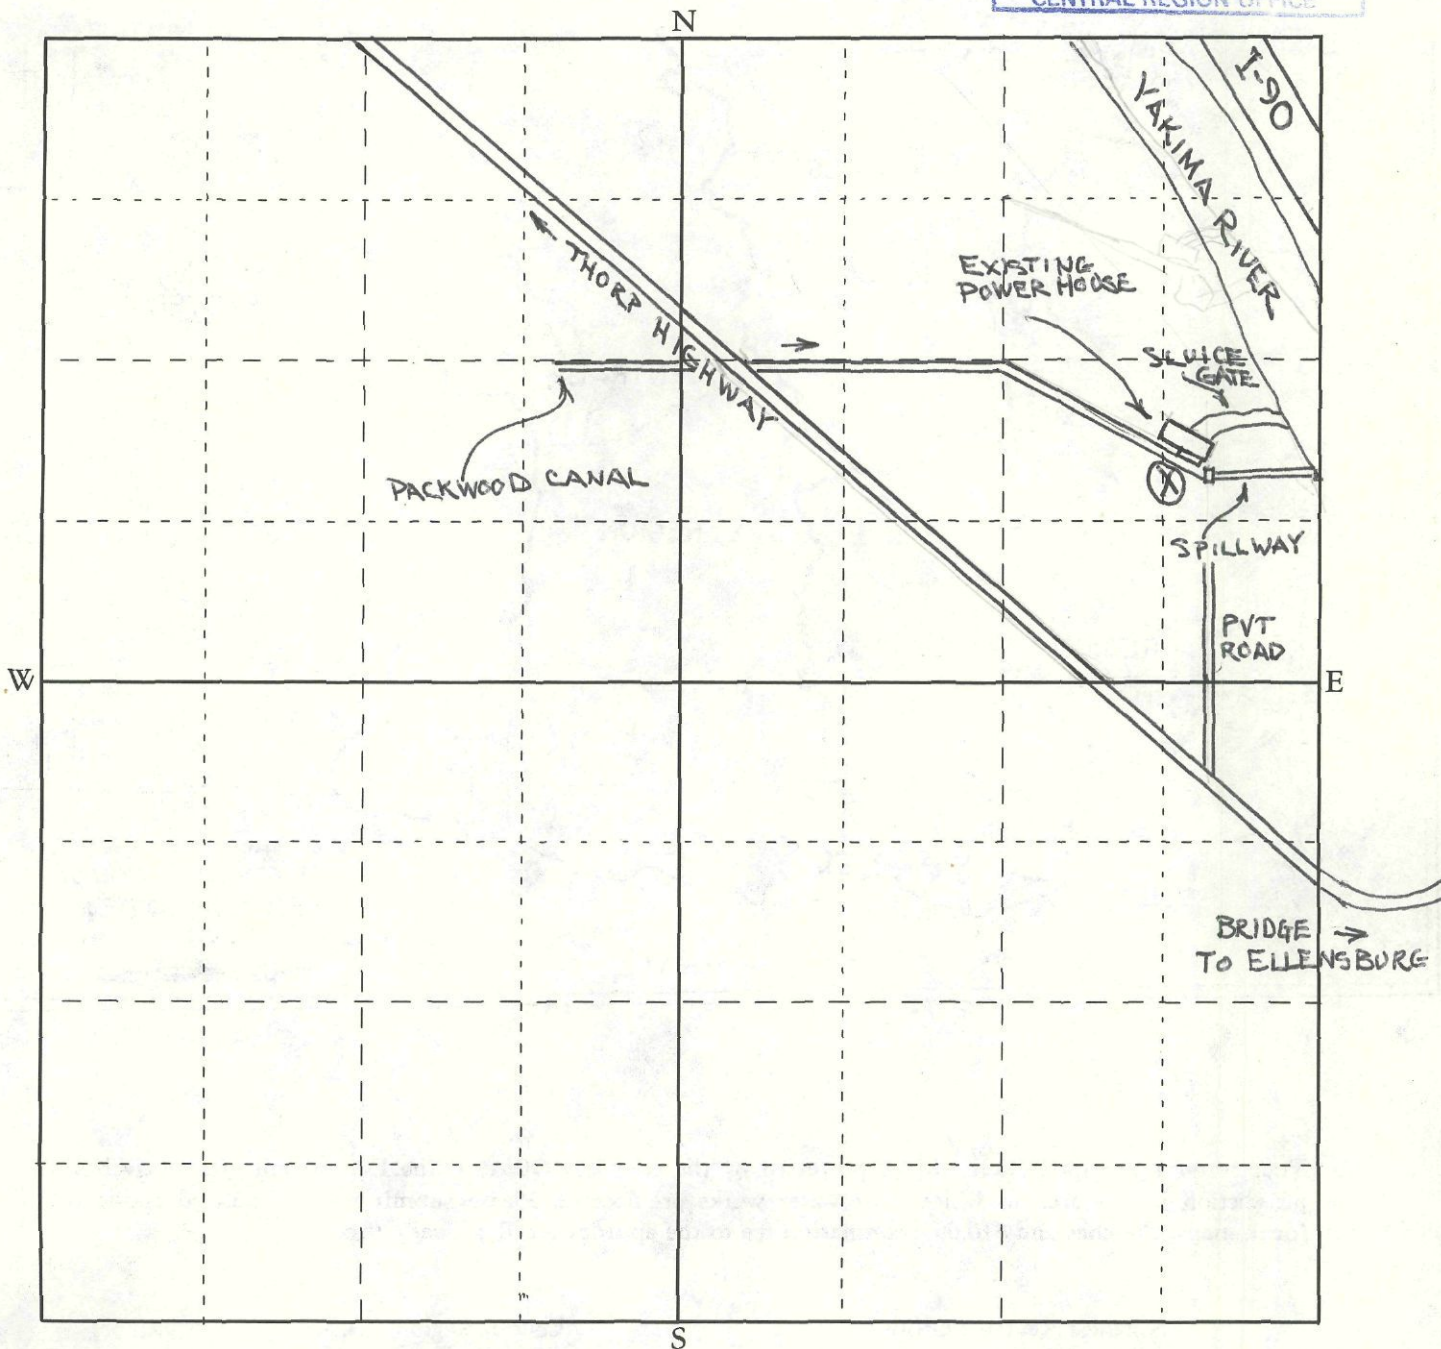 CENTRAL REGION OFFICE
N
I-90
YAKIMA RIVER
THORP HIGHWAY
EXISTING
POWER HOUSE
SLUICE
GATE
PACKWOOD CANAL
X
SPILLWAY
PVT
ROAD
W
E
BRIDGE →
TO ELLENSBURG
S